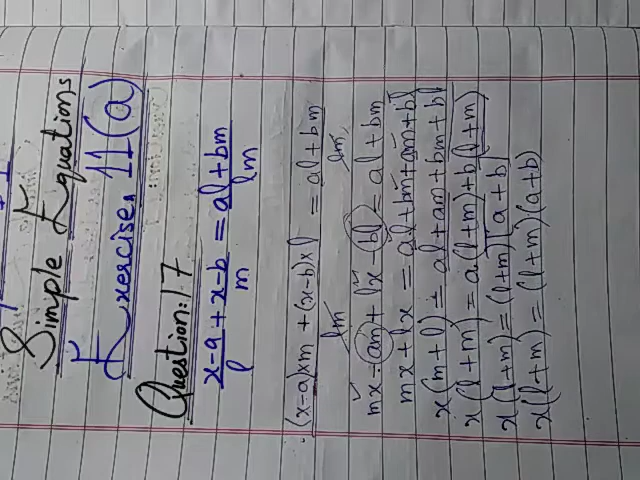 Simple Equations
Exercise, 11(a)
Question:17
x-a/l + x-b/m = al+bm/lm
(x-a)xm + (x-b)xl / lm = al+bm / lm
mx-am+lx-bl = al+bm
mx+lx = al+bm+am+bl
x(m+l) = al+am+bm+bl
x(l+m) = a(l+m)+b(l+m)
x(l+m) = (l+m)[a+b]
x(l+m) = (l+m)(a+b)